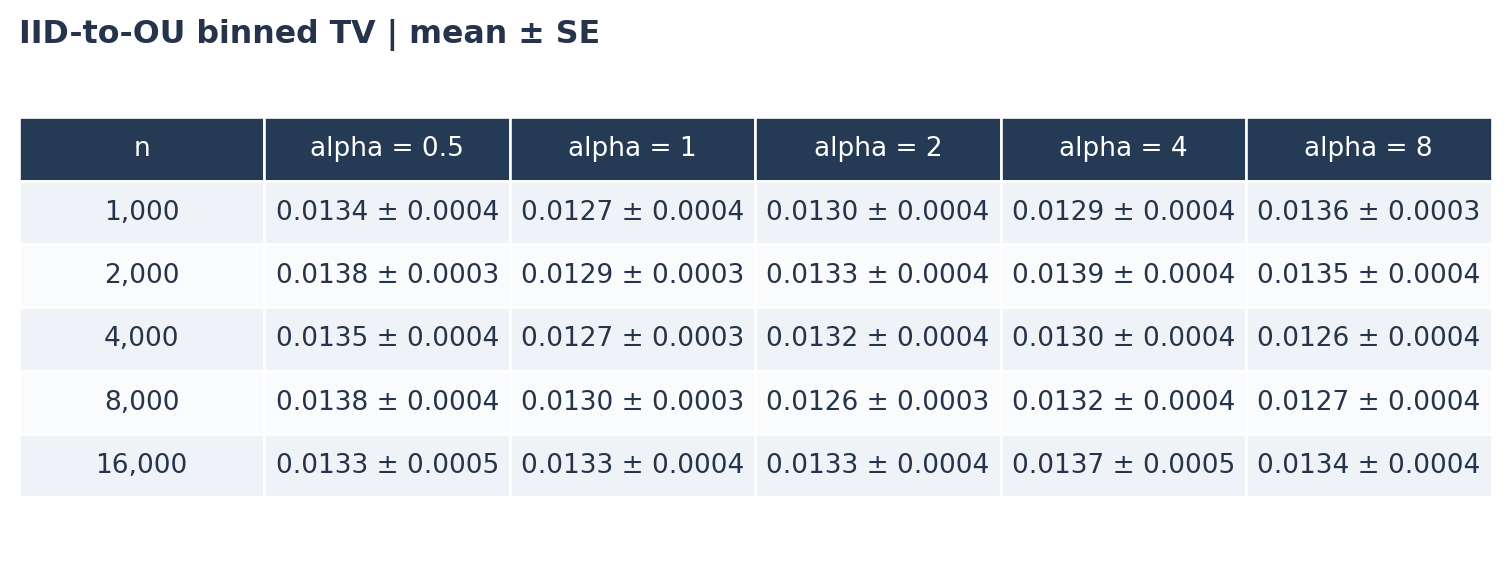 IID-to-OU binned TV | mean ± SE
n alpha = 0.5 alpha = 1 alpha = 2 alpha = 4 alpha = 8
1,000 0.0134 ± 0.0004 0.0127 ± 0.0004 0.0130 ± 0.0004 0.0129 ± 0.0004 0.0136 ± 0.0003
2,000 0.0138 ± 0.0003 0.0129 ± 0.0003 0.0133 ± 0.0004 0.0139 ± 0.0004 0.0135 ± 0.0004
4,000 0.0135 ± 0.0004 0.0127 ± 0.0003 0.0132 ± 0.0004 0.0130 ± 0.0004 0.0126 ± 0.0004
8,000 0.0138 ± 0.0004 0.0130 ± 0.0003 0.0126 ± 0.0003 0.0132 ± 0.0004 0.0127 ± 0.0004
16,000 0.0133 ± 0.0005 0.0133 ± 0.0004 0.0133 ± 0.0004 0.0137 ± 0.0005 0.0134 ± 0.0004